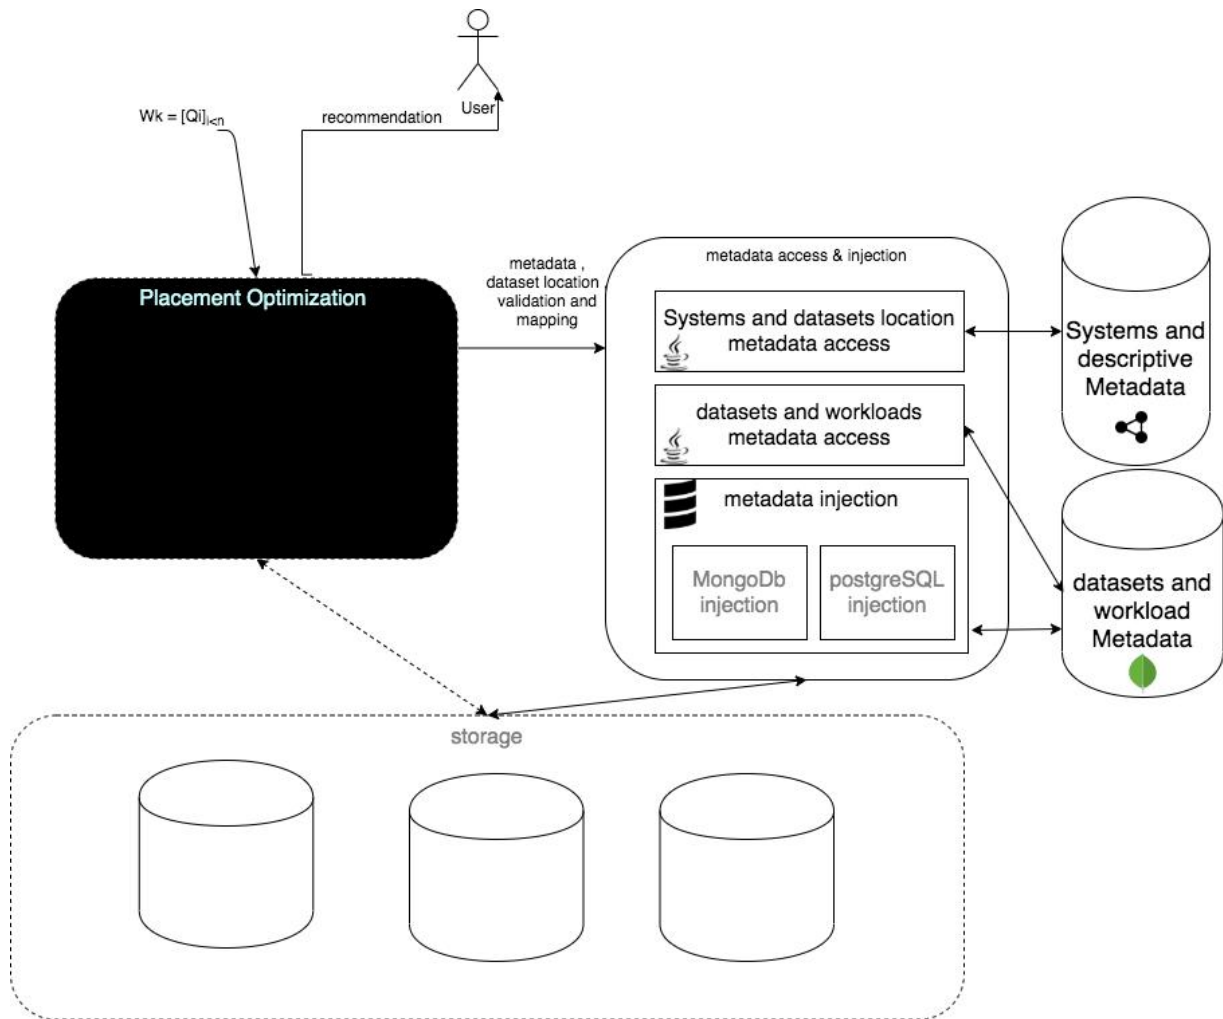 User
Wk = [Qi]i<n
recommendation
Placement Optimization
metadata ,
dataset location
validation and
mapping
metadata access & injection
Systems and datasets location
metadata access
datasets and workloads
metadata access
metadata injection
MongoDb
injection
postgreSQL
injection
Systems and
descriptive
Metadata
datasets and
workload
Metadata
storage